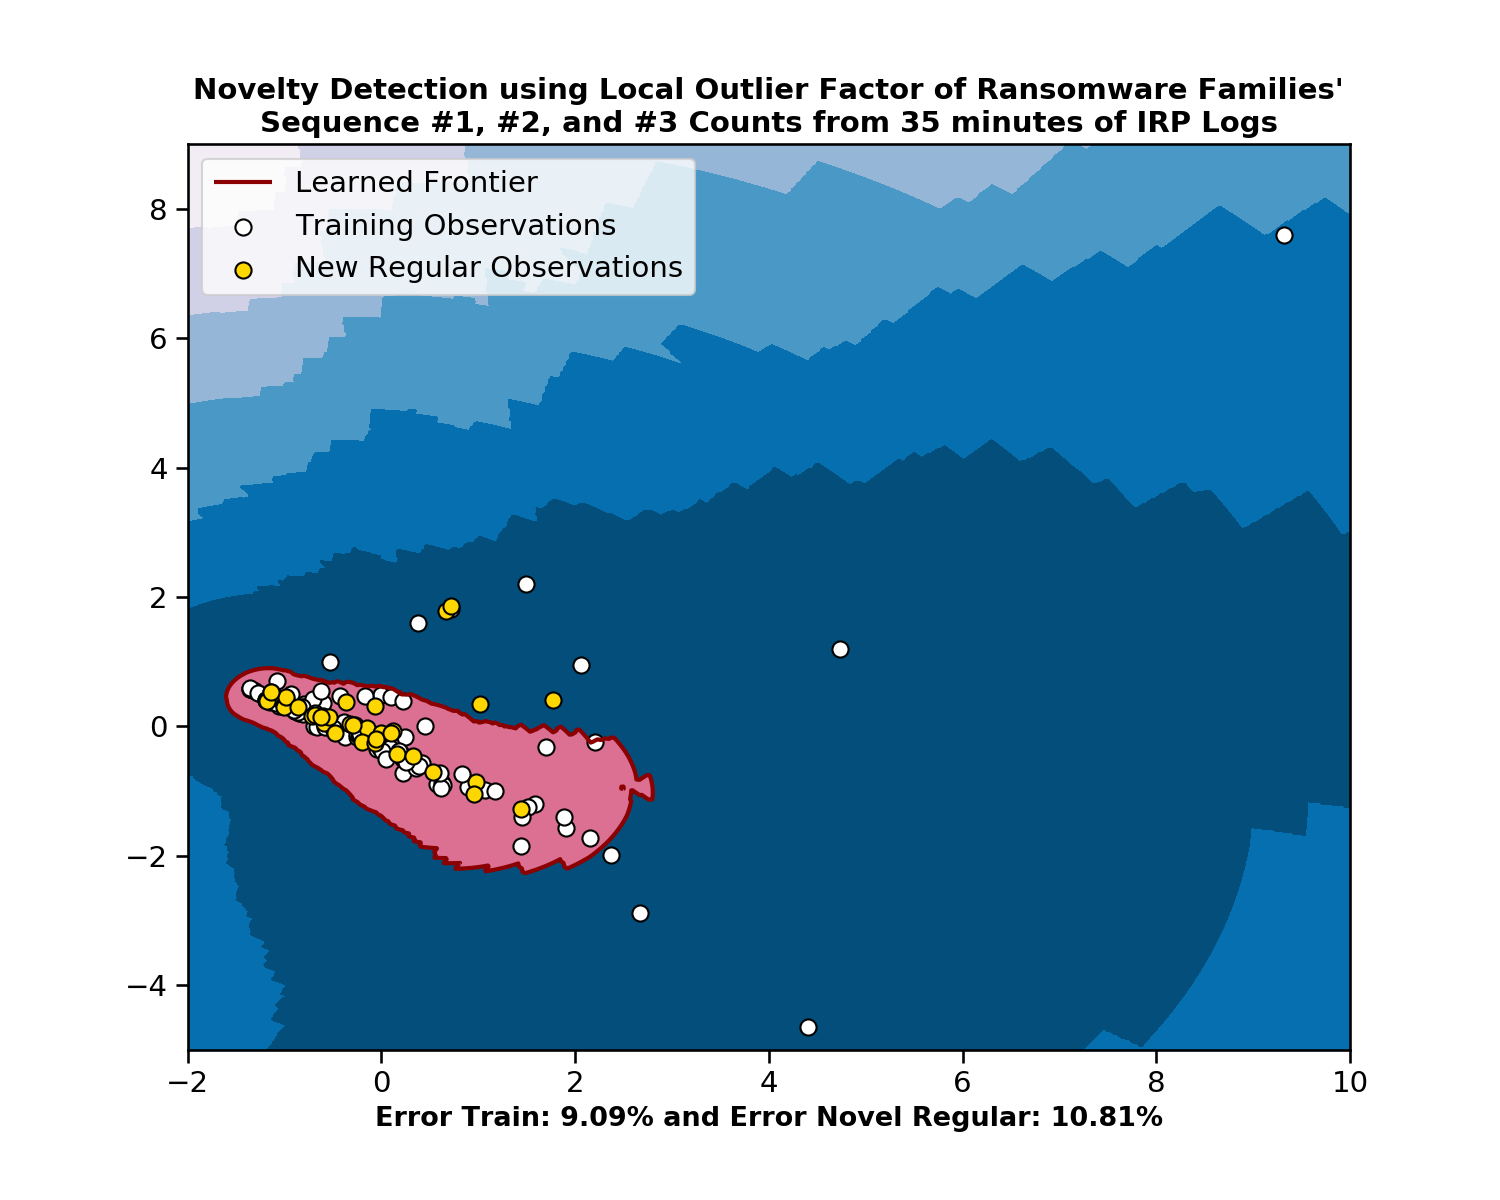 Novelty Detection using Local Outlier Factor of Ransomware Families'
Sequence #1, #2, and #3 Counts from 35 minutes of IRP Logs
Learned Frontier
Training Observations
New Regular Observations
8
6
4
2
0
−2
−4
−2 0 2 4 6 8 10
Error Train: 9.09% and Error Novel Regular: 10.81%